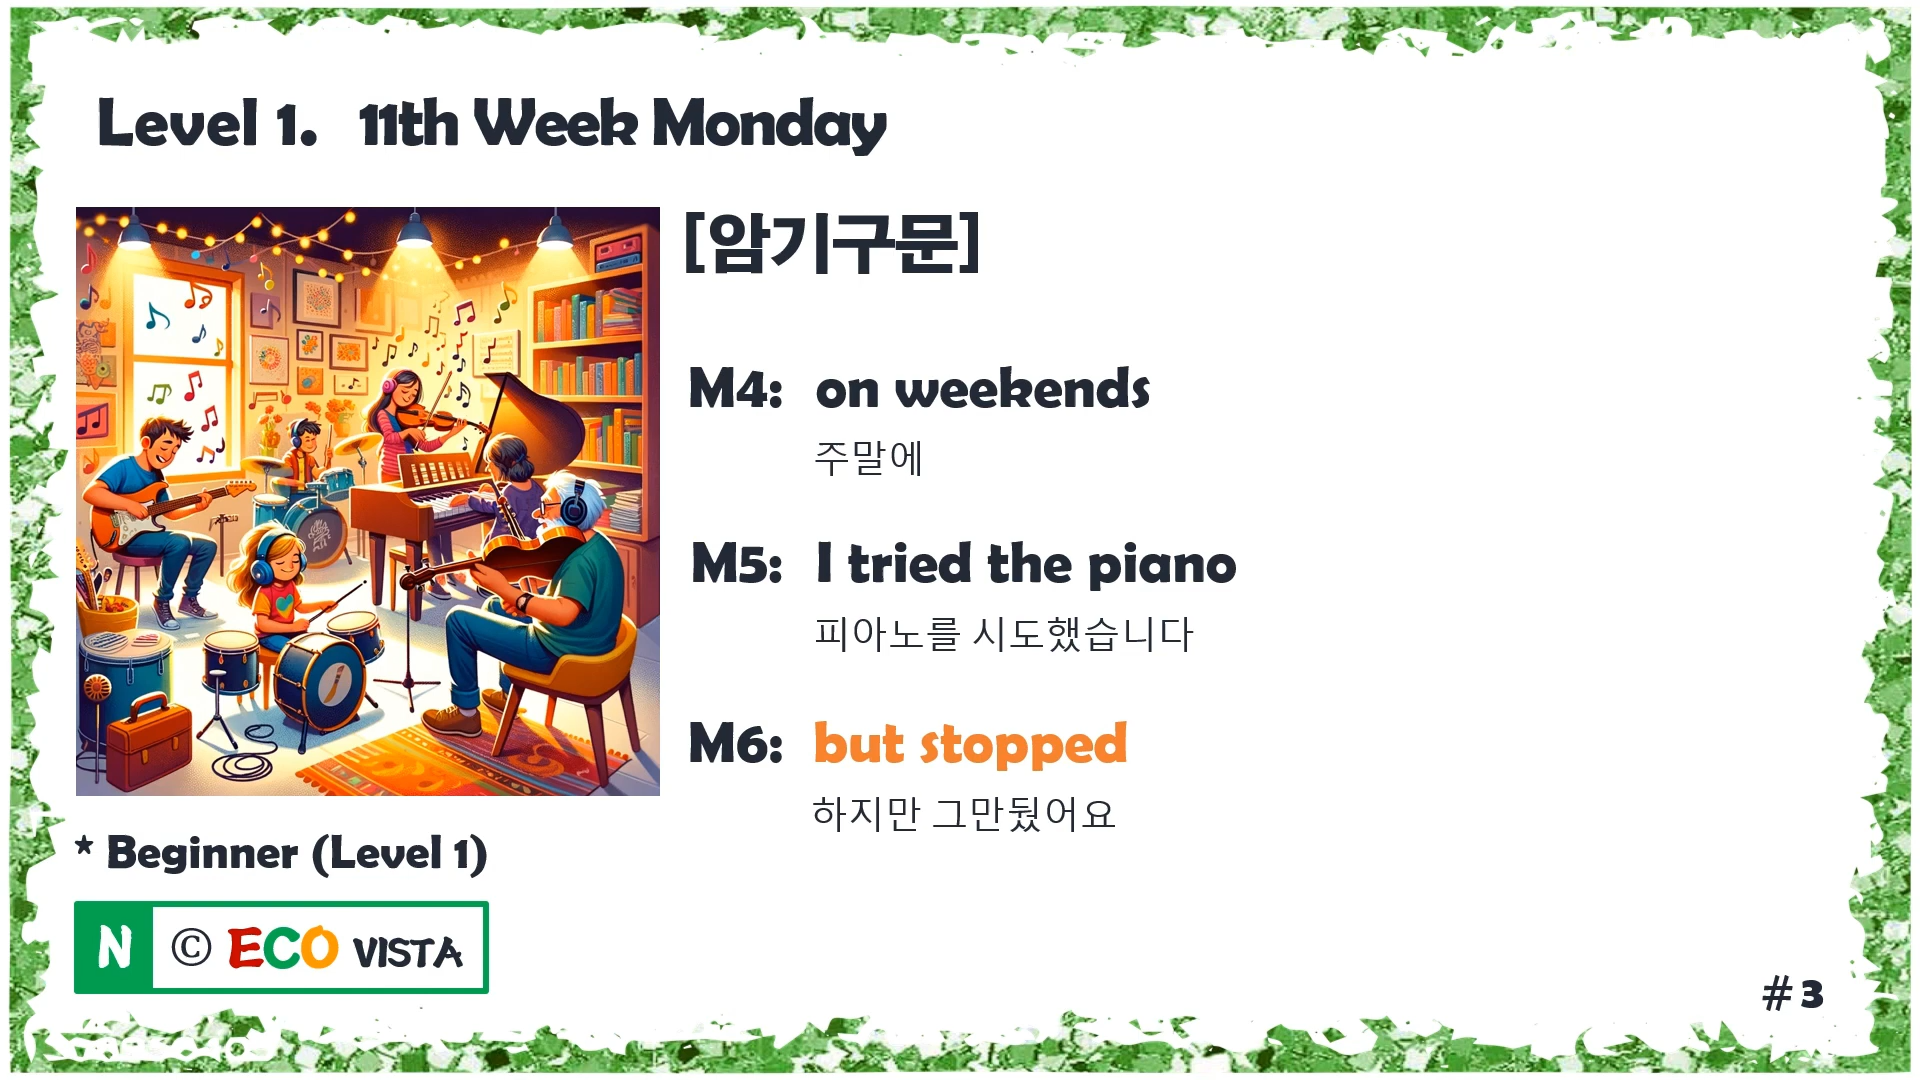 Level 1. 11th Week Monday
[암기구문]
M4: on weekends
주말에
M5: I tried the piano
피아노를 시도했습니다
M6: but stopped
하지만 그만뒀어요
* Beginner (Level 1)
N © ECO VISTA
#3